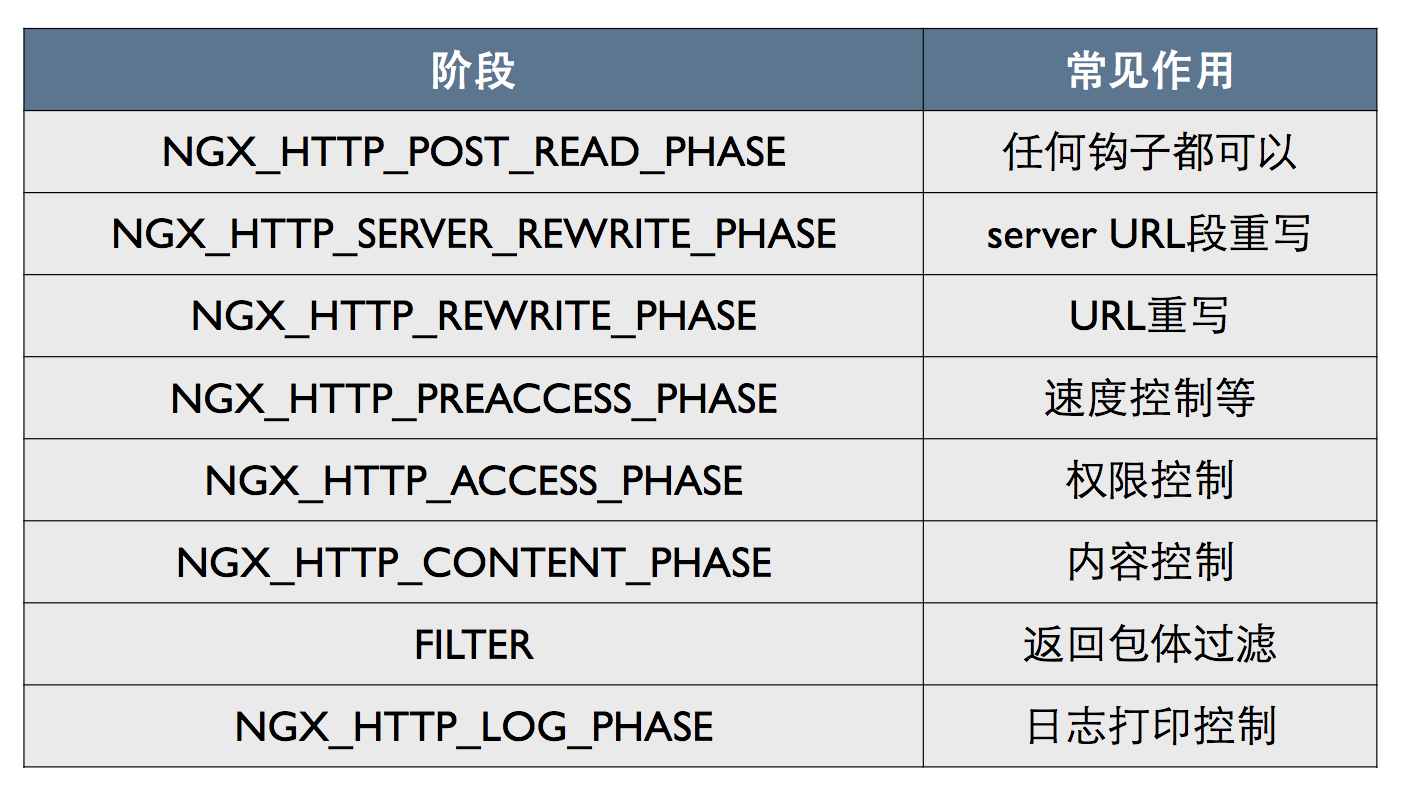 阶段 常见作用
NGX_HTTP_POST_READ_PHASE 任何钩子都可以
NGX_HTTP_SERVER_REWRITE_PHASE server URL段重写
NGX_HTTP_REWRITE_PHASE URL重写
NGX_HTTP_PREACCESS_PHASE 速度控制等
NGX_HTTP_ACCESS_PHASE 权限控制
NGX_HTTP_CONTENT_PHASE 内容控制
FILTER 返回包体过滤
NGX_HTTP_LOG_PHASE 日志打印控制